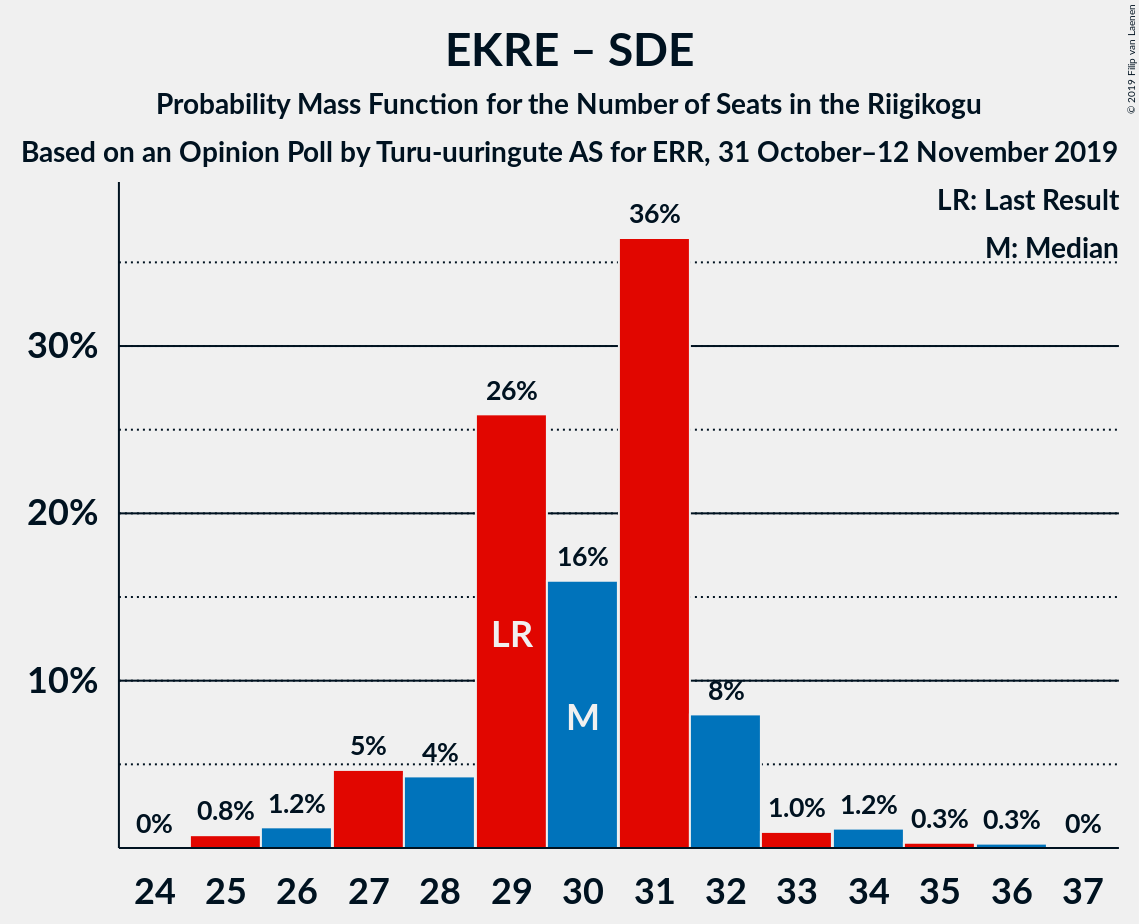 EKRE – SDE
Probability Mass Function for the Number of Seats in the Riigikogu
Based on an Opinion Poll by Turu-uuringute AS for ERR, 31 October–12 November 2019
© 2019 Filip van Laenen
LR: Last Result
M: Median
36%
30%
26%
20%
16%
LR
10%
8%
M
5%
4%
0%
0.8%
1.2%
1.0%
1.2%
0.3%
0.3%
0%
24 25 26 27 28 29 30 31 32 33 34 35 36 37